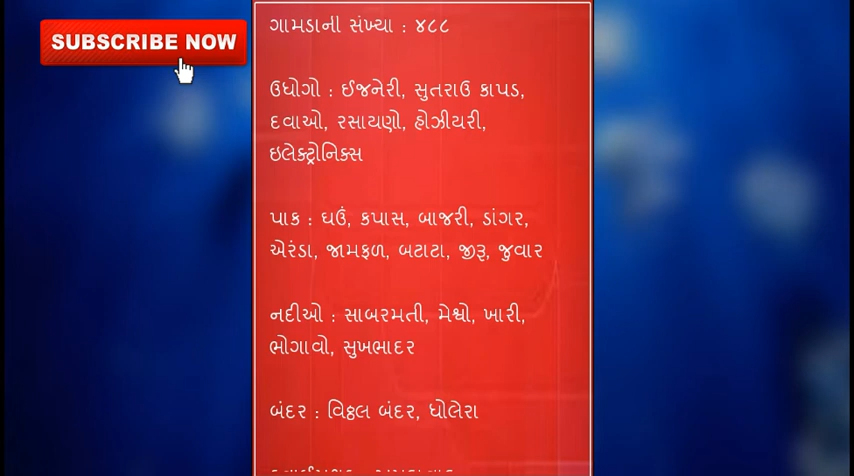 SUBSCRIBE NOW
ગામડાની સંખ્યા : ૪૮૮
ઉધોગો : ઈજનેરી, સુતરાઉ કાપડ,
દવાઓ, રસાયણો, હોઝીયરી,
ઇલેક્ટ્રોનિક્સ
પાક : ઘઉં, કપાસ, બાજરી, ડાંગર,
એરંડા, જામફળ, બટાટા, જીરૂ, જુવાર
નદીઓ : સાબરમતી, મેશ્વો, ખારી,
ભોગાવો, સુખભાદર
બંદર : વિઠ્ઠલ બંદર, ધોલેરા